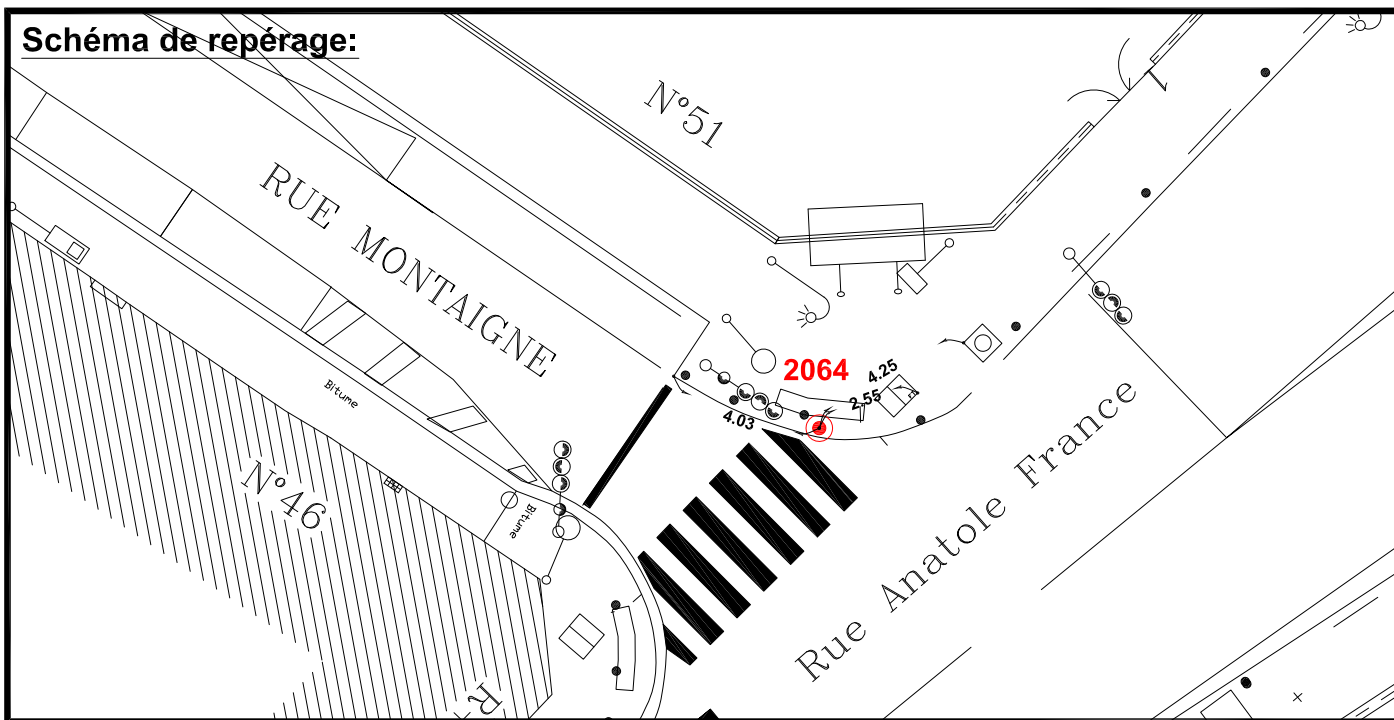 Schéma de repérage:
N°51
RUE MONTAIGNE
2064
4.25
2.55
4.03
Bitume
N°46
Bitume
Rue Anatole France